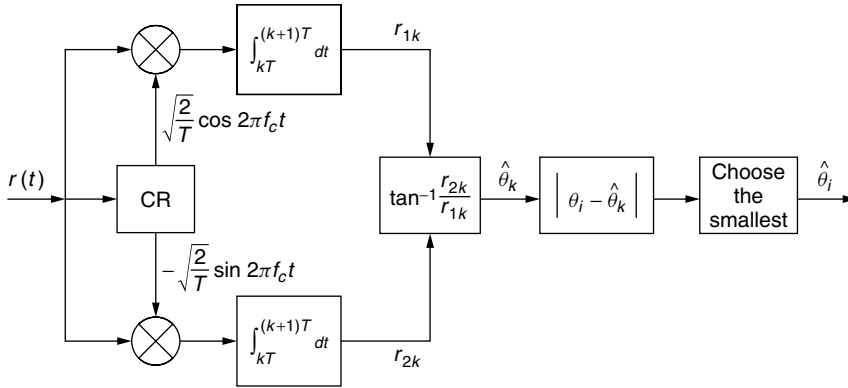 ∫_{kT}^{(k+1)T} dt
r_{1k}
√(2/T) cos 2πf_c t
r(t)
CR
tan⁻¹ r_{2k}/r_{1k}
θ̂_k
| θ_i − θ̂_k |
Choose
the
smallest
θ̂_i
−√(2/T) sin 2πf_c t
∫_{kT}^{(k+1)T} dt
r_{2k}